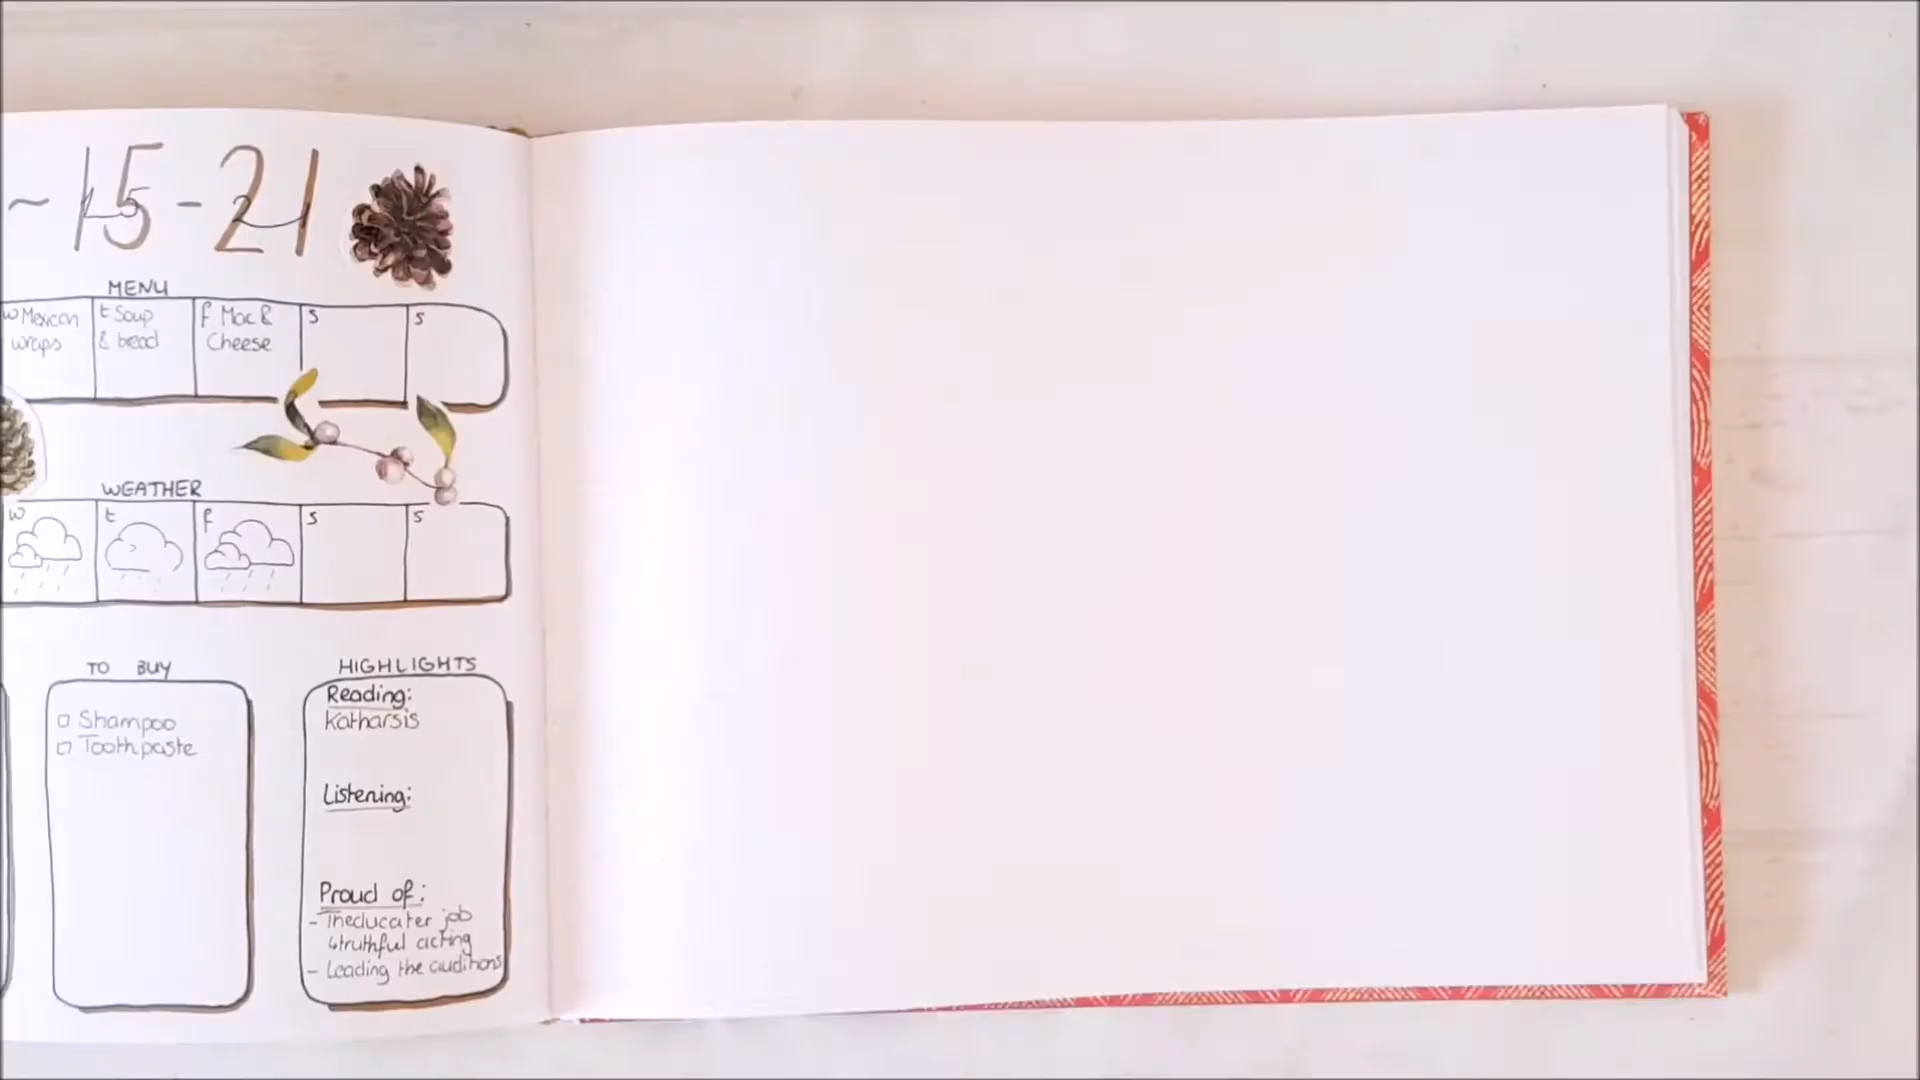 ~15-21
MENU
w Mexican
wraps
t Soup
& bead
f Mac &
Cheese
s
s
WEATHER
w
t
f
s
s
TO BUY
Shampoo
Toothpaste
HIGHLIGHTS
Reading:
Katharsis
Listening:
Proud of:
- Theducater job
↳truthful acting
- Leading the auditions